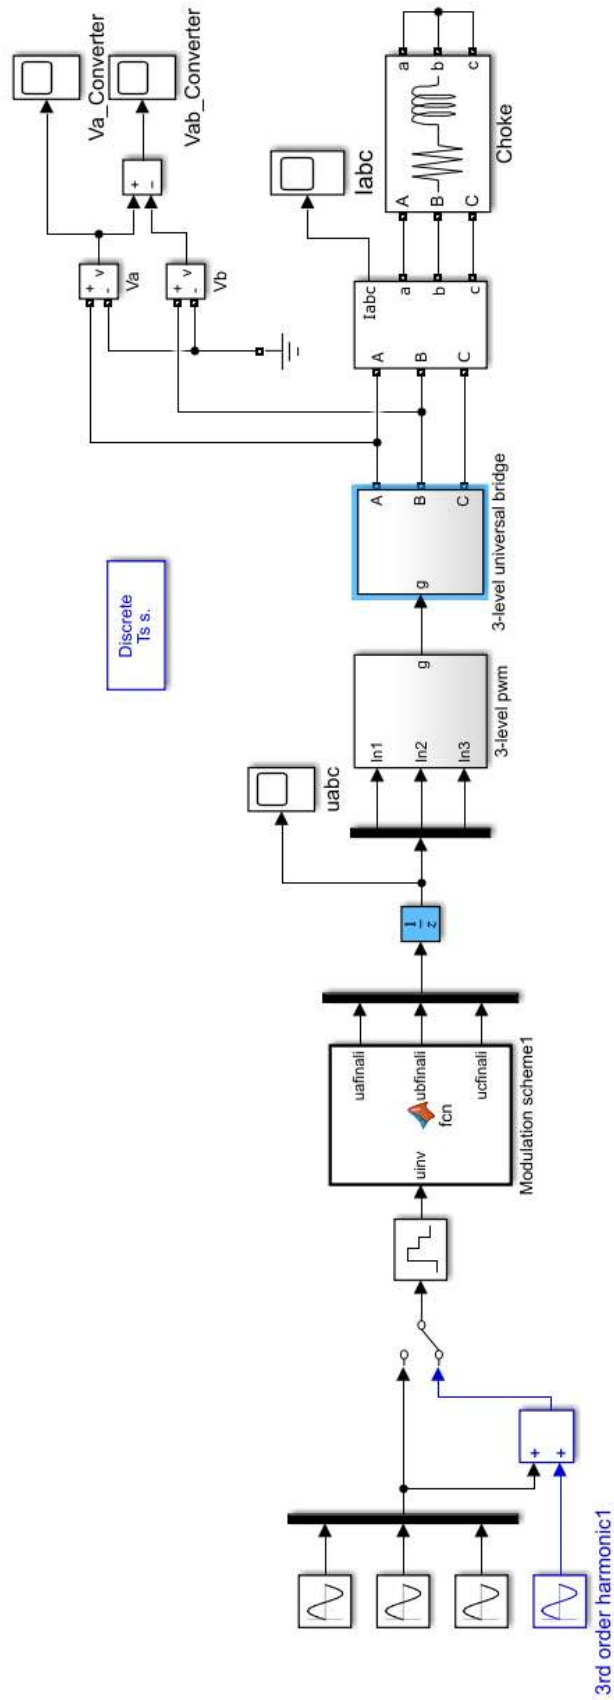 3rd order harmonic1
+
+
uinv
fcn
uafinali
ubfinali
ucfinali
Modulation scheme1
1
z
uabc
In1
In2
In3
g
3-level pwm
Discrete
Ts s.
g
A
B
C
3-level universal bridge
+
-
v
Va
+
-
v
Vb
+
-
Va_Converter
Vab_Converter
A
B
C
Iabc
a
b
c
Iabc
A
B
C
a
b
c
Choke